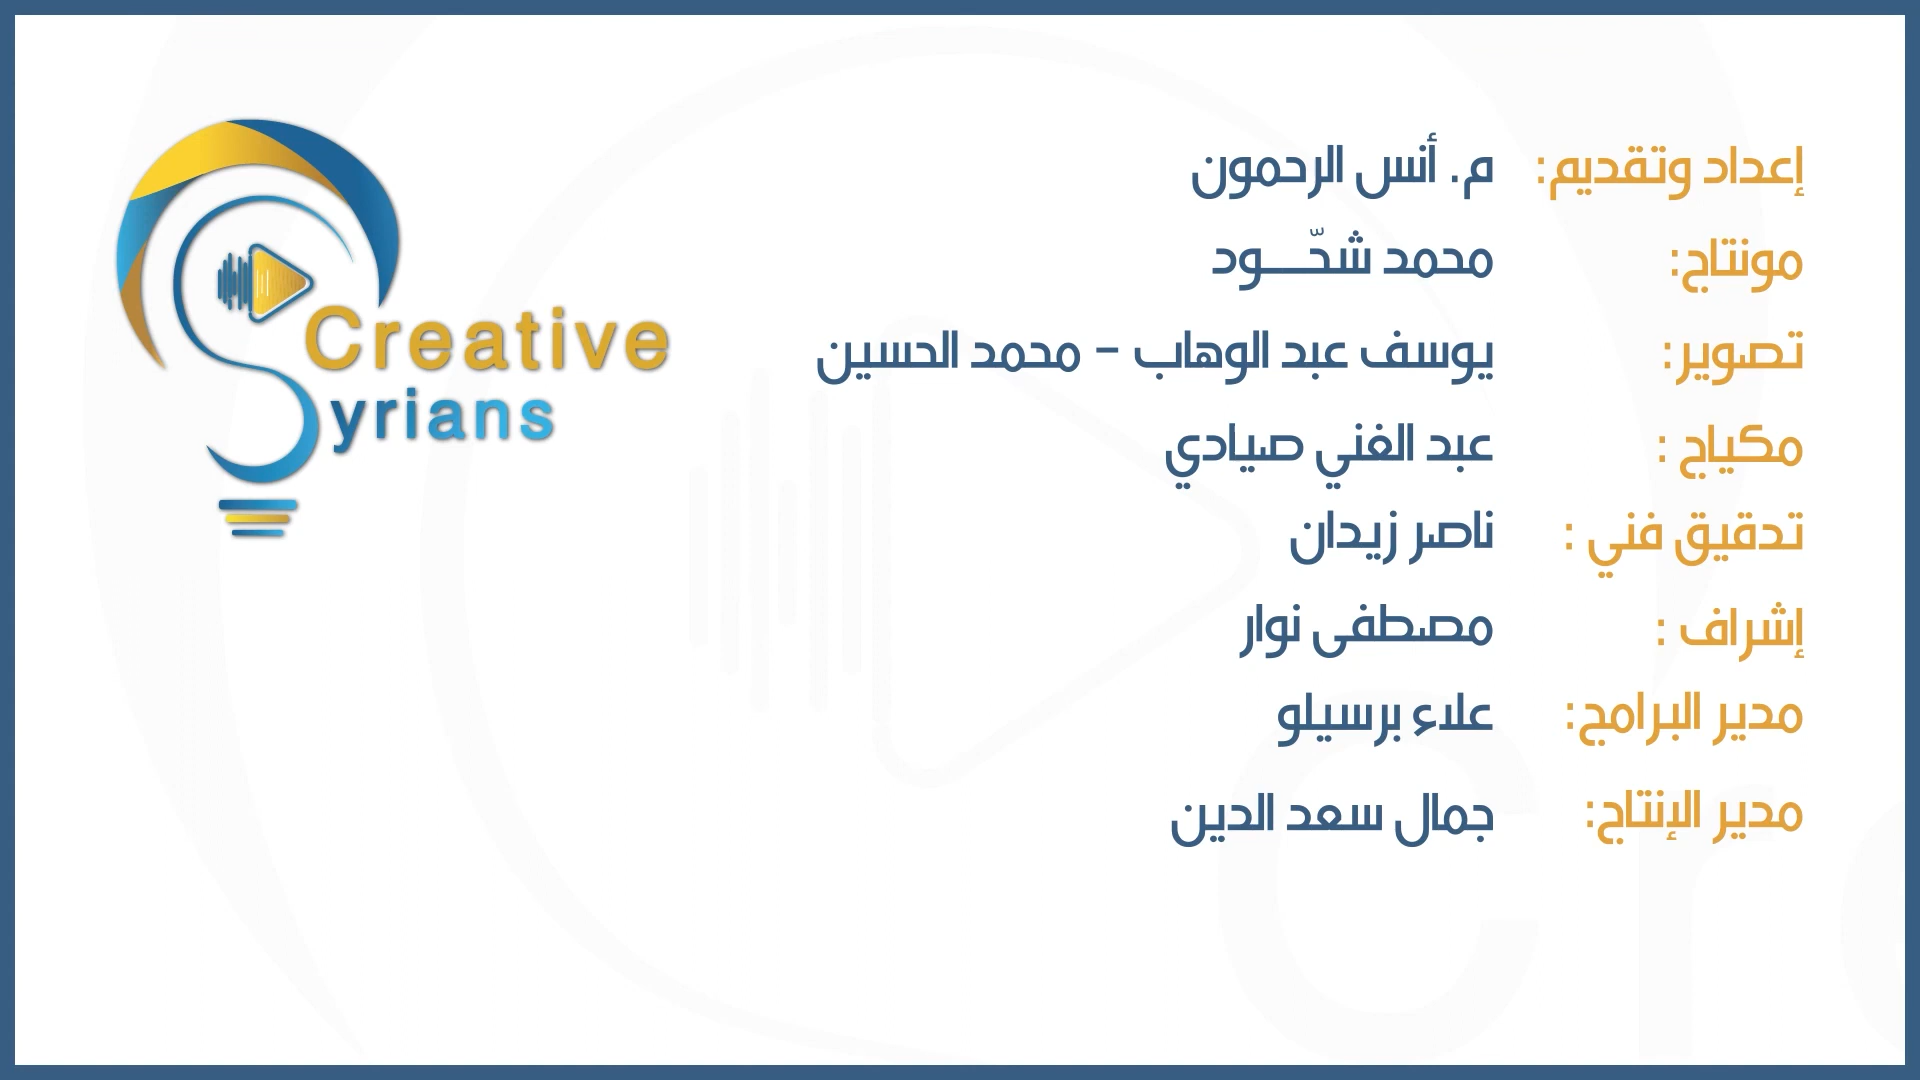 Creative
Syrians
إعداد وتقديم: م. أنس الرحمون
مونتاج: محمد شحّـــود
تصوير: يوسف عبد الوهاب - محمد الحسين
مكياج : عبد الغني صيادي
تدقيق فني : ناصر زيدان
إشراف : مصطفى نوار
مدير البرامج: علاء برسيلو
مدير الإنتاج: جمال سعد الدين